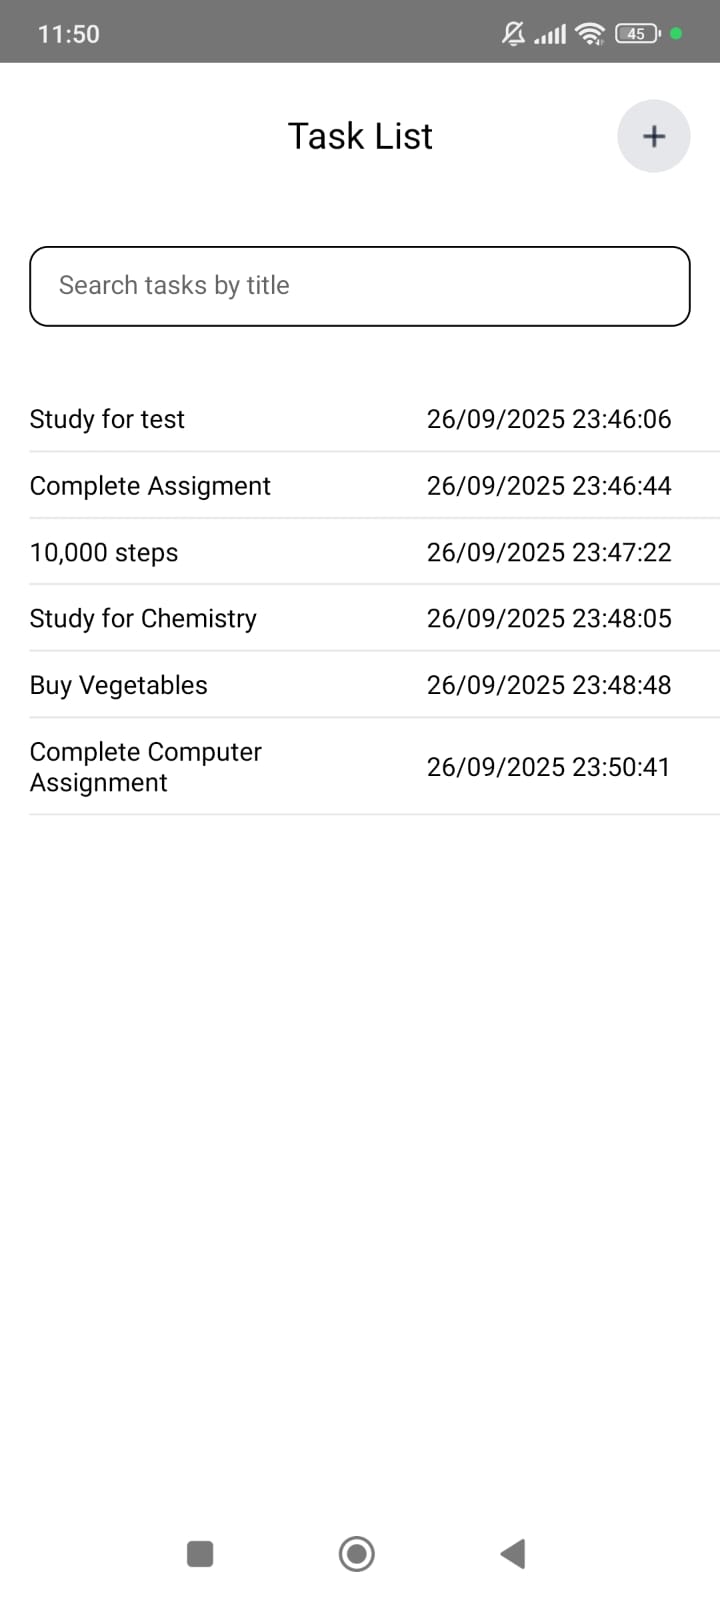 11:50
45
Task List
+
Search tasks by title
Study for test 26/09/2025 23:46:06
Complete Assigment 26/09/2025 23:46:44
10,000 steps 26/09/2025 23:47:22
Study for Chemistry 26/09/2025 23:48:05
Buy Vegetables 26/09/2025 23:48:48
Complete Computer
Assignment 26/09/2025 23:50:41